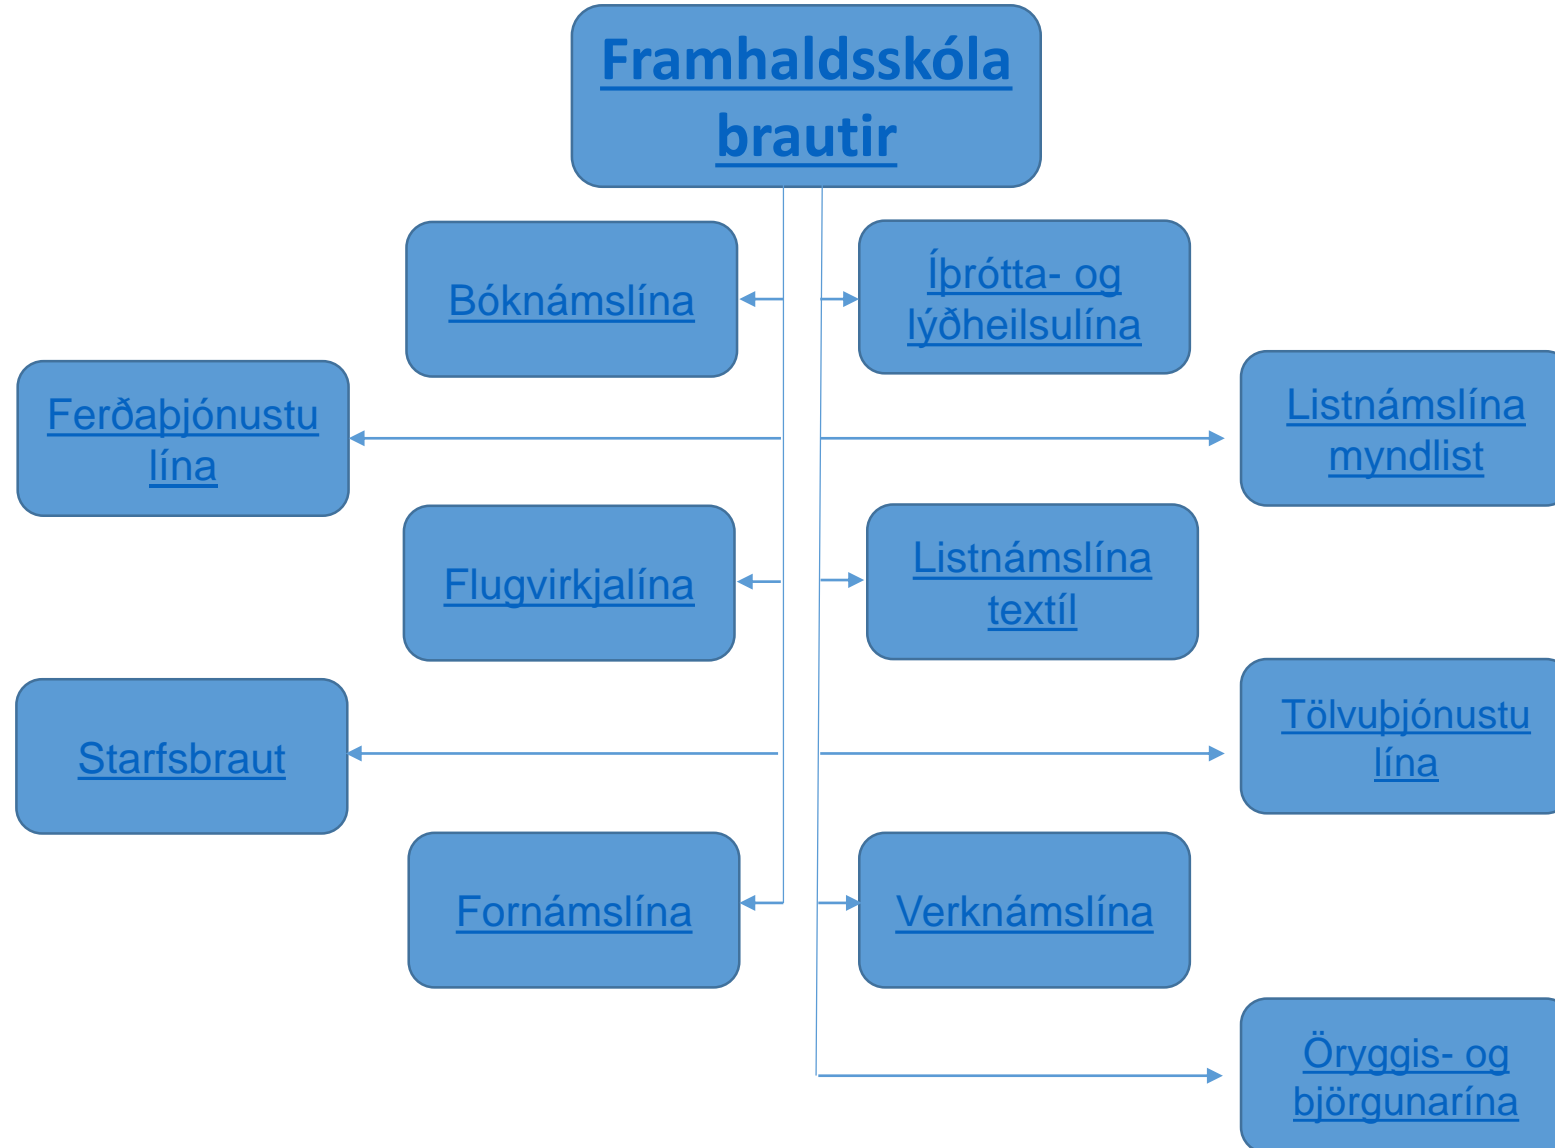 Framhaldsskóla
brautir
Bóknámslína
Íþrótta- og
lýðheilsulína
Ferðaþjónustu
lína
Listnámslína
myndlist
Flugvirkjalína
Listnámslína
textíl
Starfsbraut
Tölvuþjónustu
lína
Fornámslína
Verknámslína
Öryggis- og
björgunarína